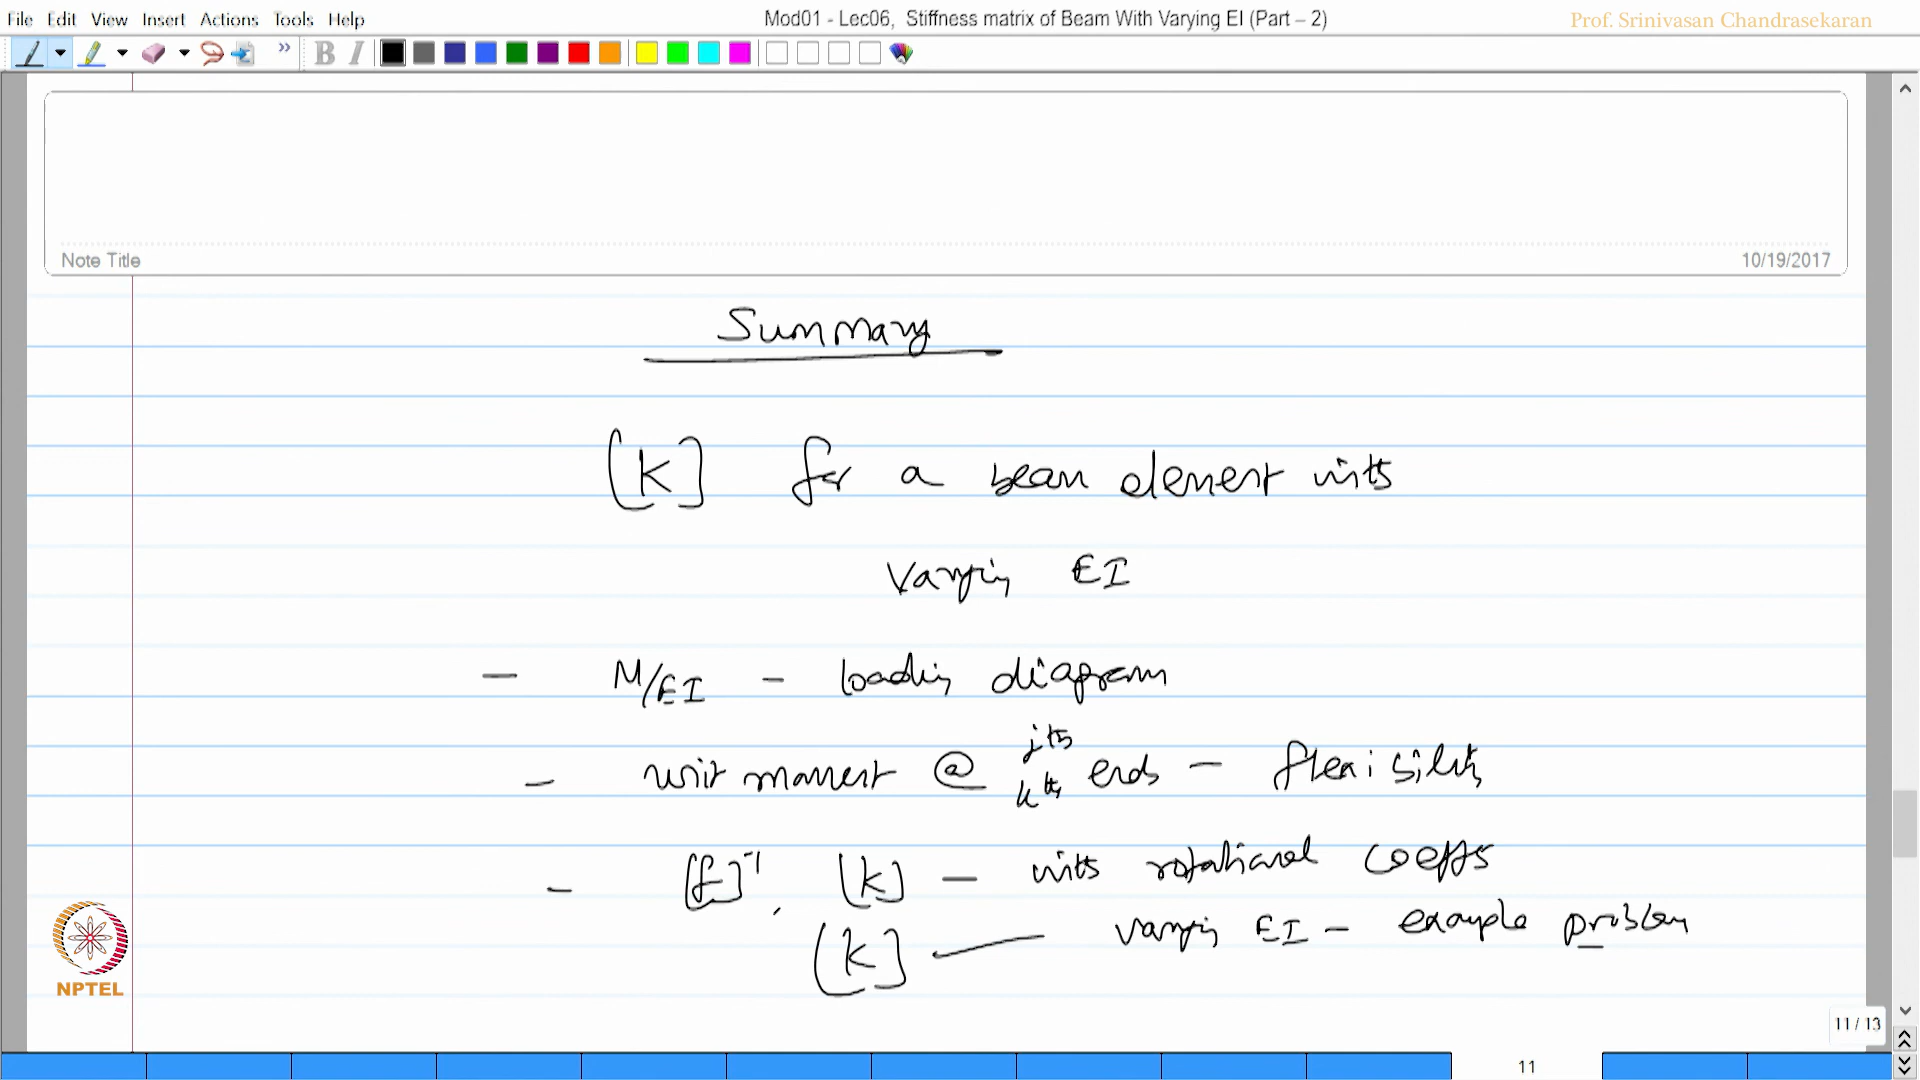 File Edit View Insert Actions Tools Help
Mod01 - Lec06, Stiffness matrix of Beam With Varying EI (Part – 2)
Prof. Srinivasan Chandrasekaran
B I
Note Title
10/19/2017
Summary
[K] for a beam element with
Varying EI
- M/EI - loading diagram
- unit moment @ jth kth ends - flexibility
- [f]⁻¹, [k] - with rotational coeffs
[K] — varying EI - example problem
NPTEL
11 / 13
11